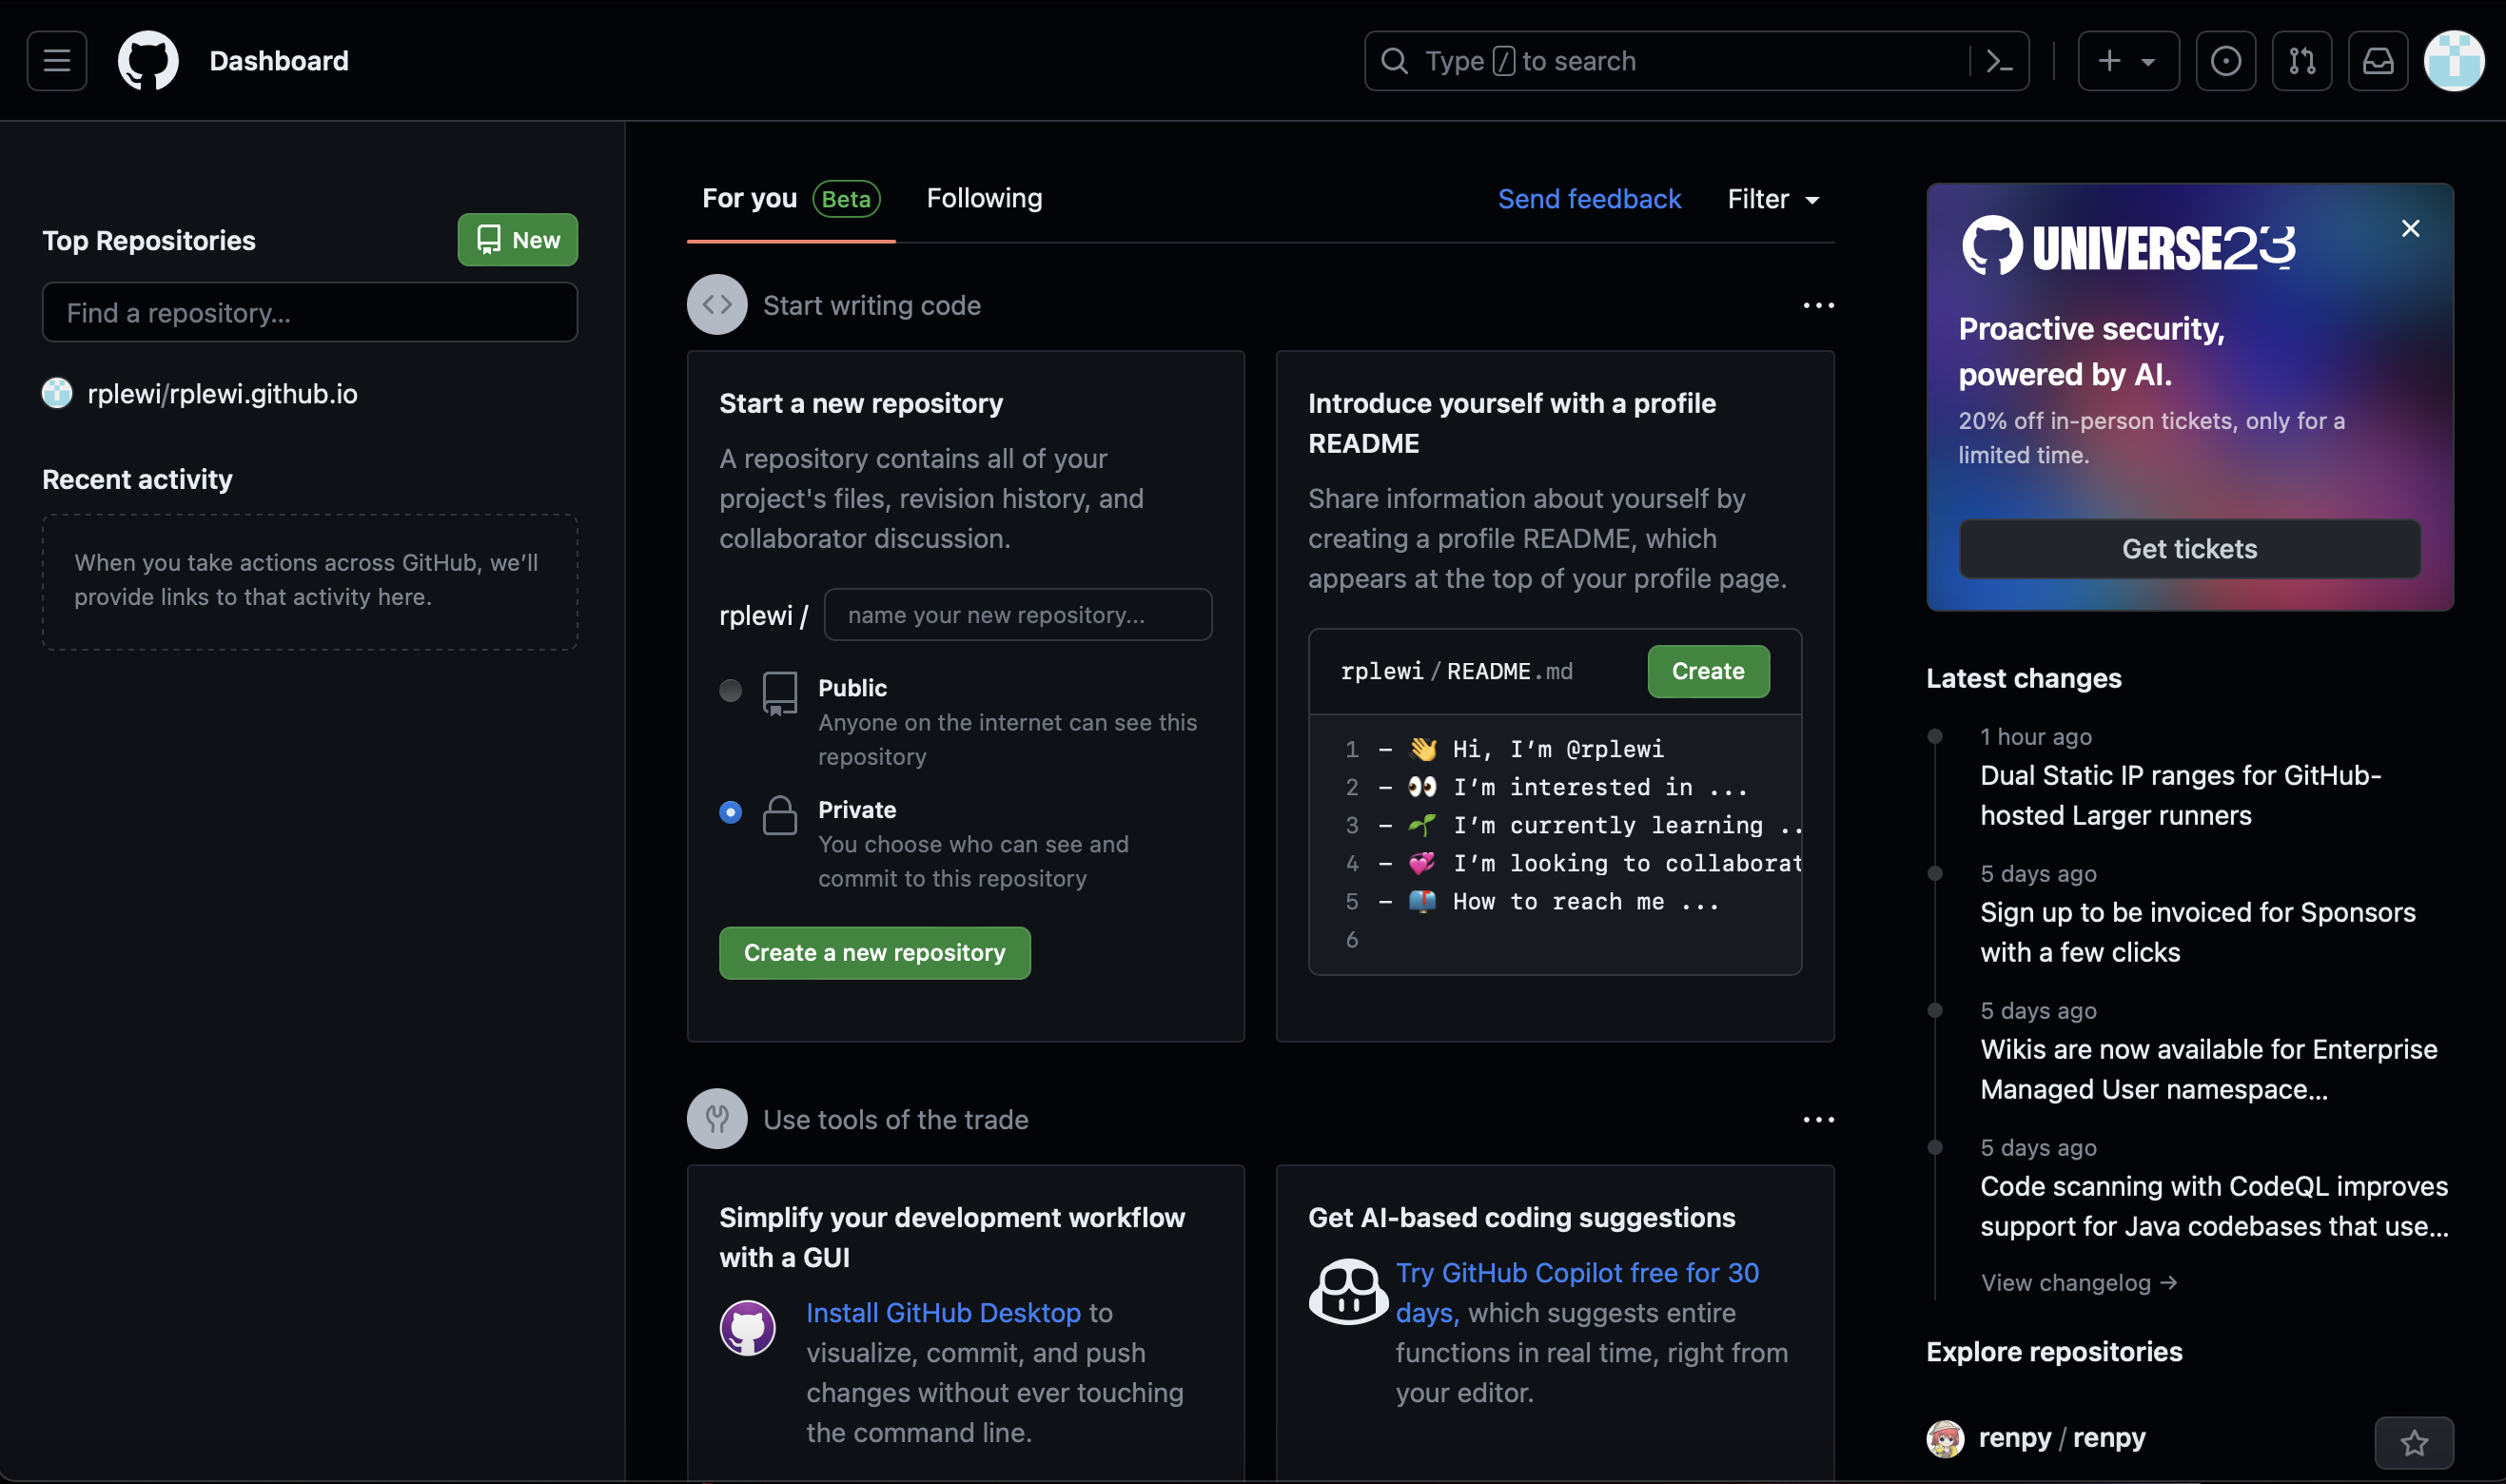 Dashboard
Type / to search
Top Repositories
New
Find a repository...
rplewi/rplewi.github.io
Recent activity
When you take actions across GitHub, we’ll
provide links to that activity here.
For you Beta
Following
Send feedback
Filter
Start writing code
Start a new repository
A repository contains all of your
project's files, revision history, and
collaborator discussion.
rplewi /
name your new repository...
Public
Anyone on the internet can see this
repository
Private
You choose who can see and
commit to this repository
Create a new repository
Introduce yourself with a profile
README
Share information about yourself by
creating a profile README, which
appears at the top of your profile page.
rplewi / README.md
Create
1 – 👋 Hi, I’m @rplewi
2 – 👀 I’m interested in ...
3 – 🌱 I’m currently learning ..
4 – 💞️ I’m looking to collaborat
5 – 📫 How to reach me ...
6
Use tools of the trade
Simplify your development workflow
with a GUI
Install GitHub Desktop to
visualize, commit, and push
changes without ever touching
the command line.
Get AI-based coding suggestions
Try GitHub Copilot free for 30
days, which suggests entire
functions in real time, right from
your editor.
UNIVERSE23
Proactive security,
powered by AI.
20% off in-person tickets, only for a
limited time.
Get tickets
Latest changes
1 hour ago
Dual Static IP ranges for GitHub-
hosted Larger runners
5 days ago
Sign up to be invoiced for Sponsors
with a few clicks
5 days ago
Wikis are now available for Enterprise
Managed User namespace...
5 days ago
Code scanning with CodeQL improves
support for Java codebases that use...
View changelog →
Explore repositories
renpy / renpy